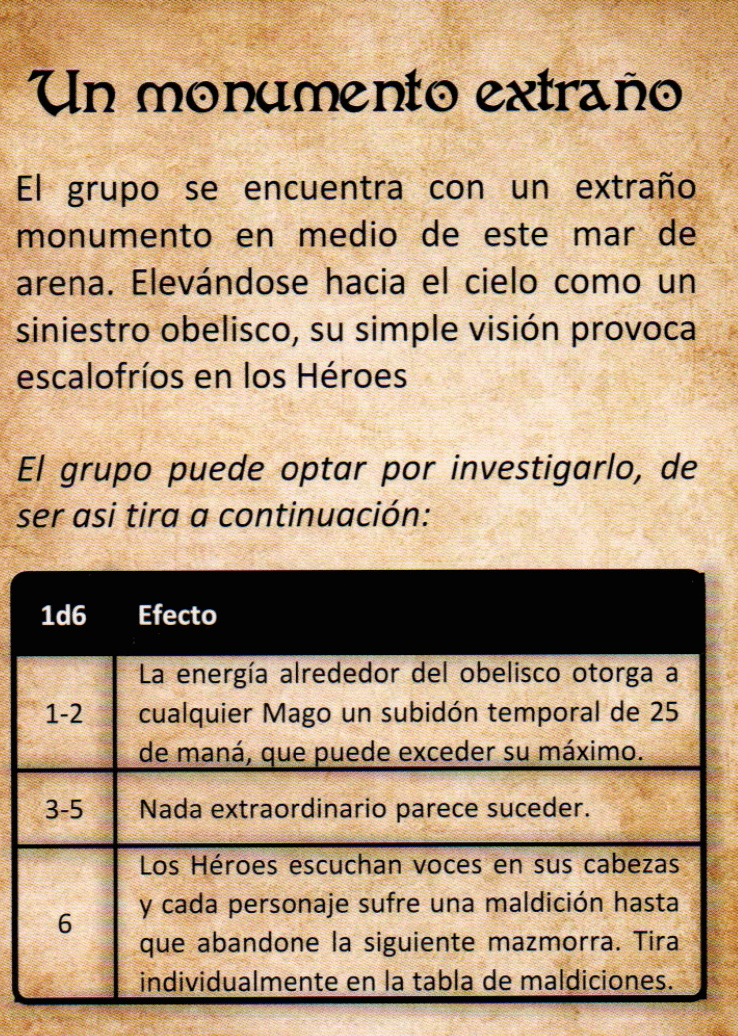 Un monumento extraño
El grupo se encuentra con un extraño
monumento en medio de este mar de
arena. Elevándose hacia el cielo como un
siniestro obelisco, su simple visión provoca
escalofríos en los Héroes
El grupo puede optar por investigarlo, de
ser asi tira a continuación:
1d6 Efecto
La energía alrededor del obelisco otorga a
1-2 cualquier Mago un subidón temporal de 25
de maná, que puede exceder su máximo.
3-5 Nada extraordinario parece suceder.
Los Héroes escuchan voces en sus cabezas
y cada personaje sufre una maldición hasta
6 que abandone la siguiente mazmorra. Tira
individualmente en la tabla de maldiciones.